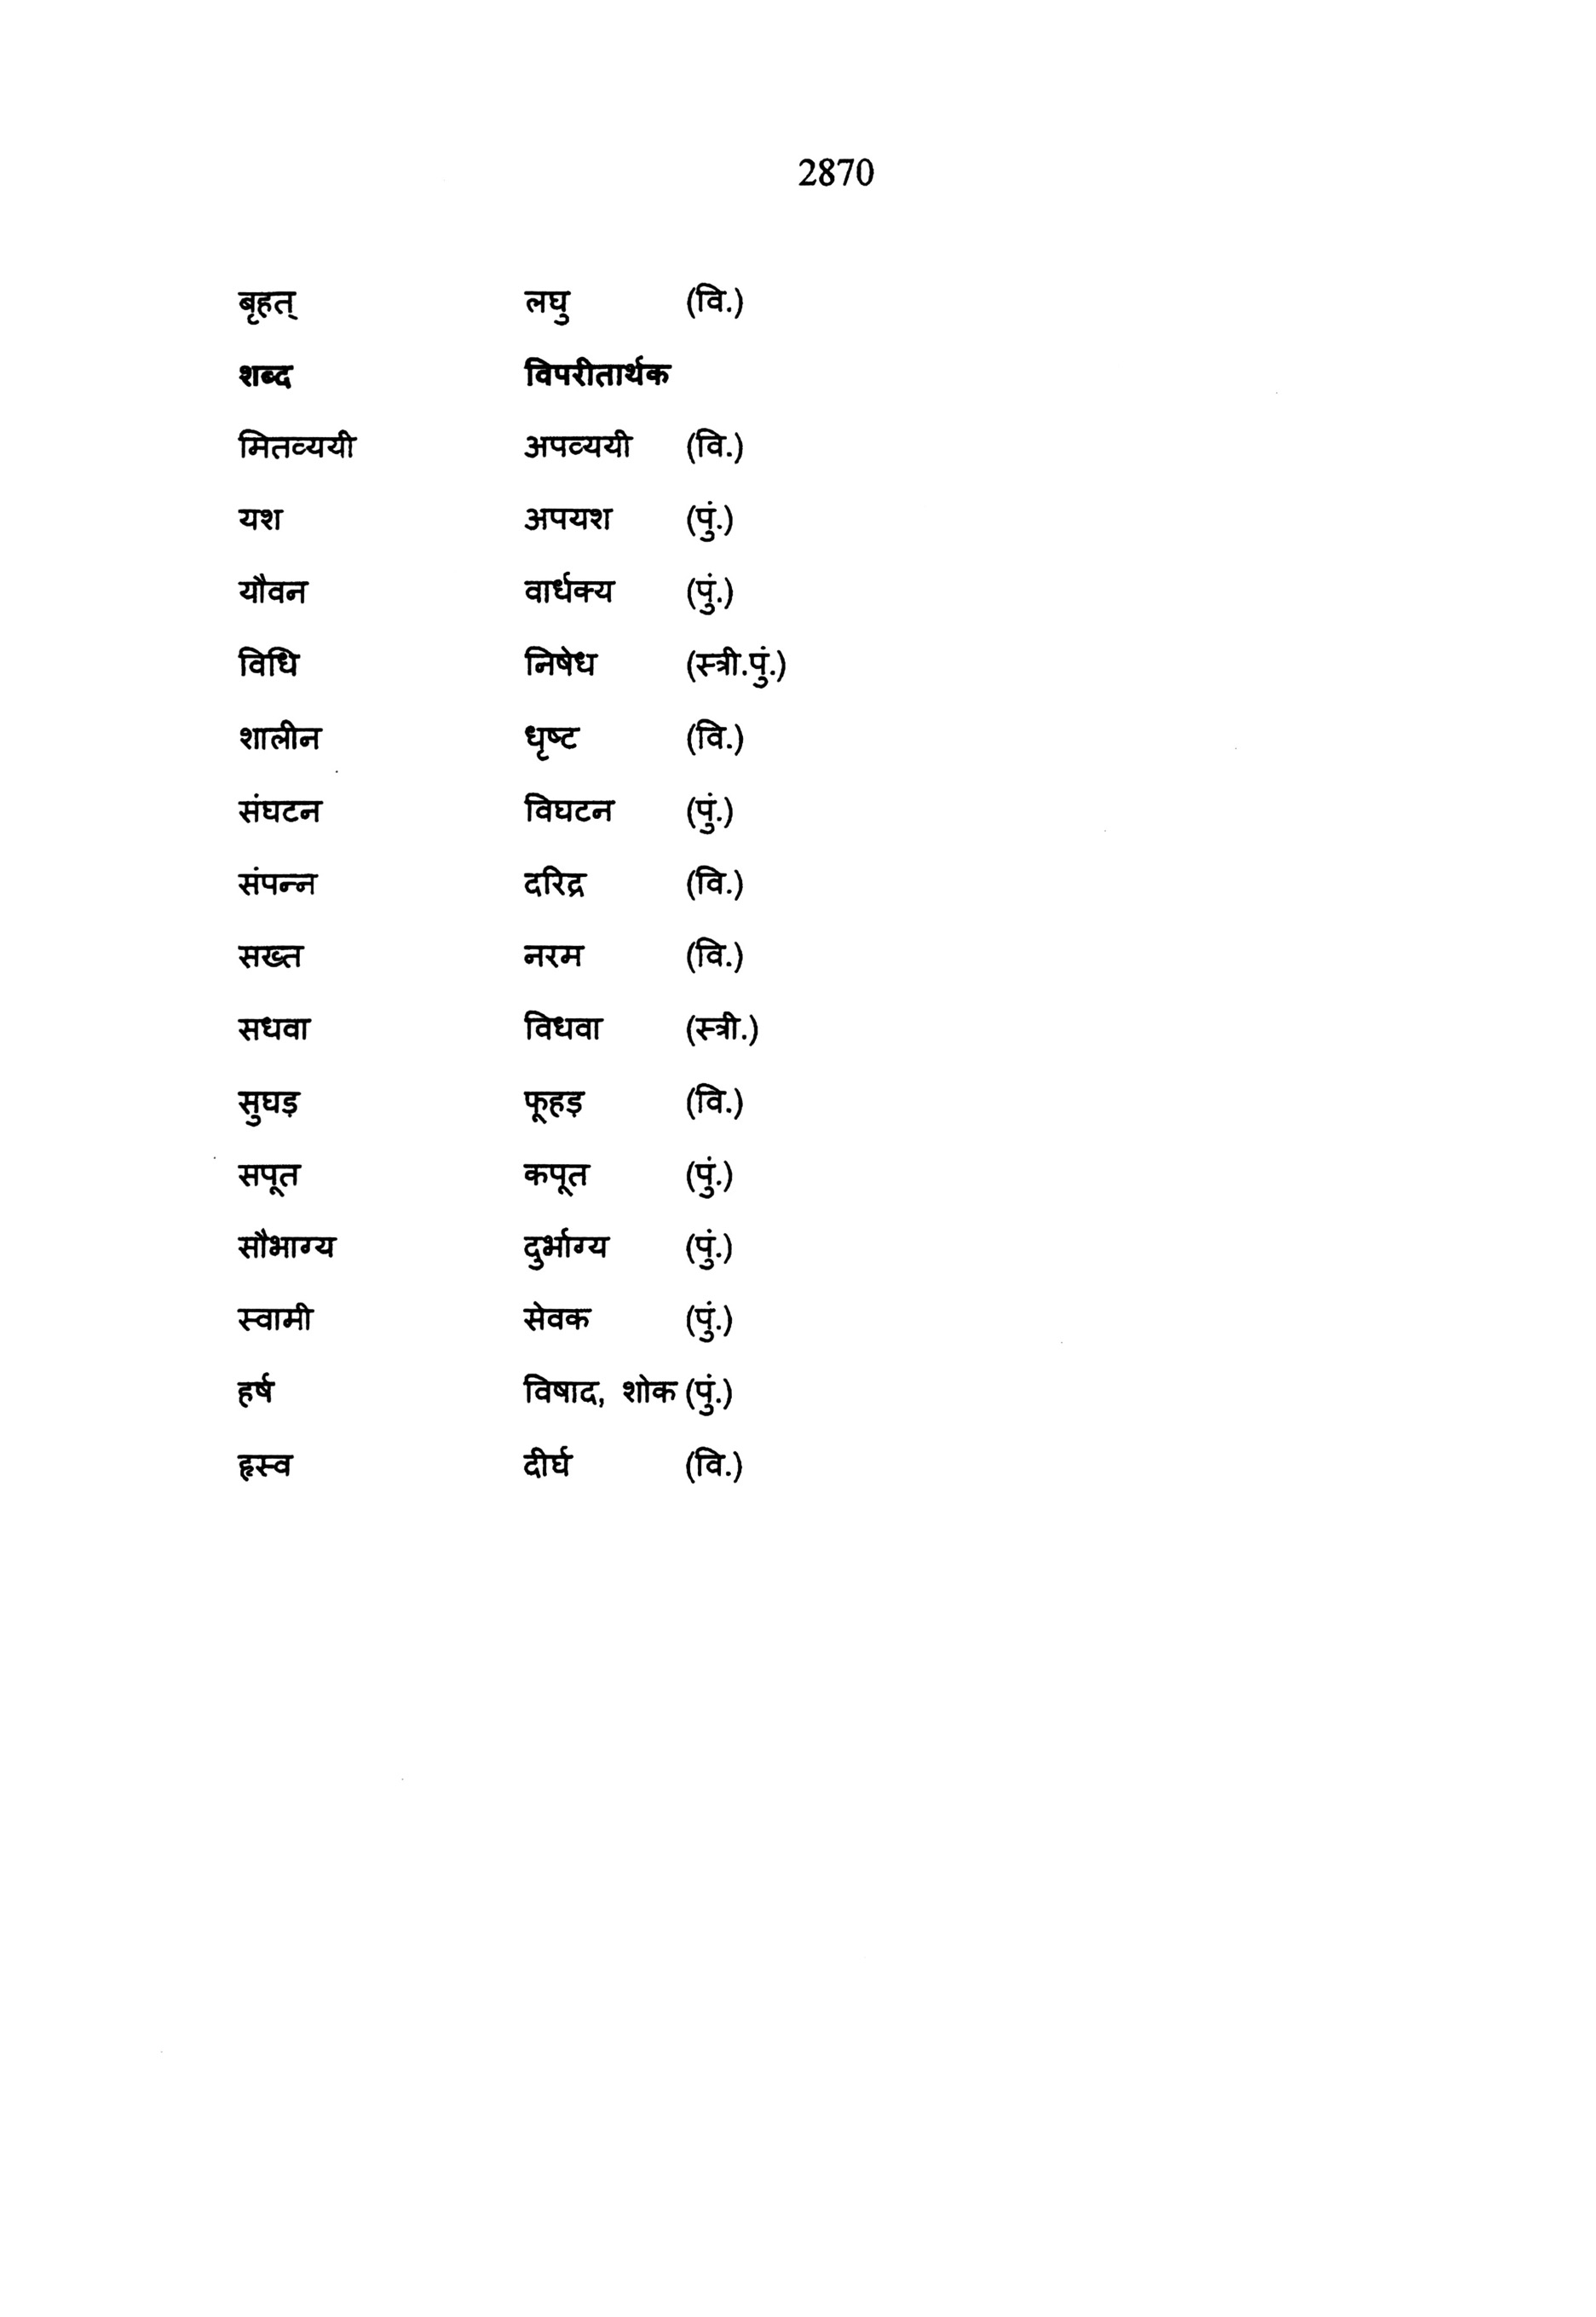 2870
बृहत् लघु (वि.)
शब्द विपरीतार्थक
मितव्ययी अपव्ययी (वि.)
यश अपयश (पुं.)
यौवन वार्धक्य (पुं.)
विधि निषेध (स्त्री.पुं.)
शालीन धृष्ट (वि.)
संघटन विघटन (पुं.)
संपन्न दरिद्र (वि.)
सख्त नरम (वि.)
सधवा विधवा (स्त्री.)
सुघड़ फूहड़ (वि.)
सपूत कपूत (पुं.)
सौभाग्य दुर्भाग्य (पुं.)
स्वामी सेवक (पुं.)
हर्ष विषाद, शोक (पुं.)
हृस्व दीर्घ (वि.)